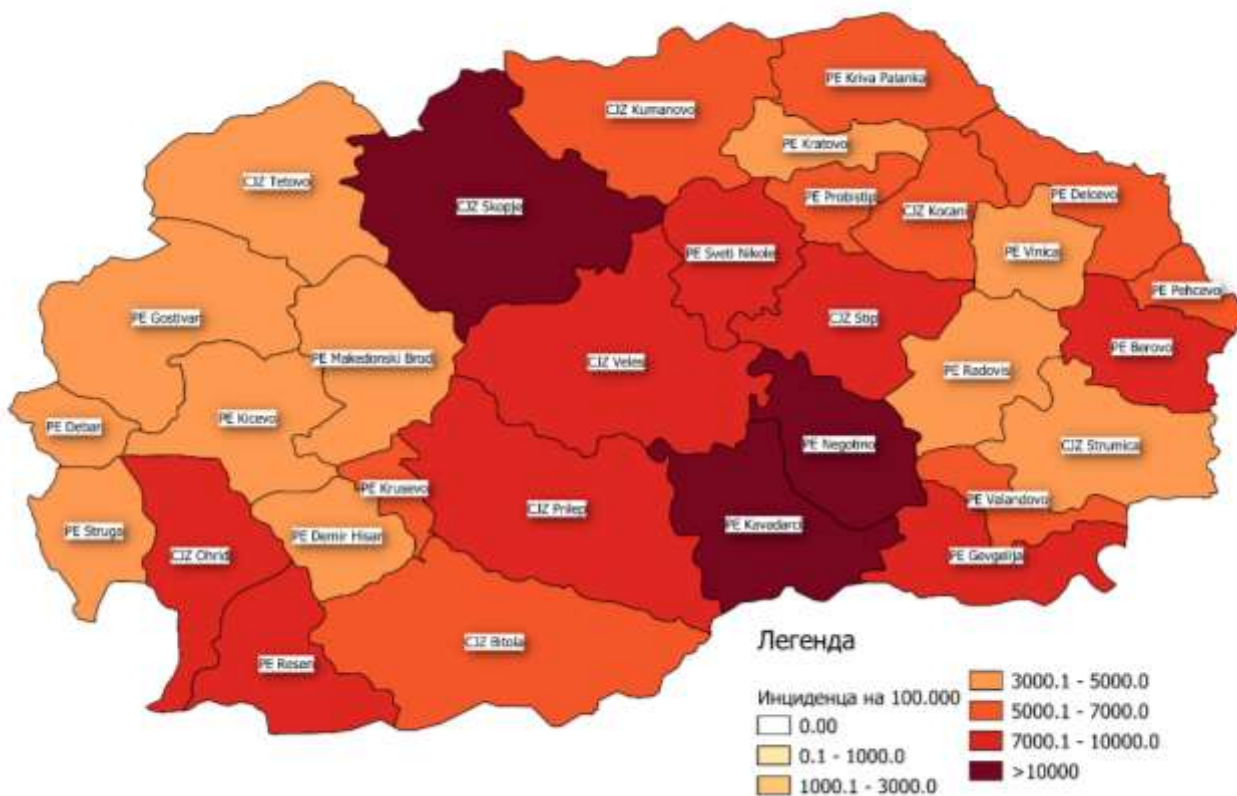 PE Kriva Palanka
CJZ Kumanovo
PE Kratovo
CJZ Tetovo
PE Delcevo
PE Probistip
CJZ Skopje
CJZ Kocani
PE Sveti Nikole
PE Vinica
PE Pehcevo
PE Gostivar
CJZ Stip
PE Berovo
PE Makedonski Brod
CJZ Veles
PE Radovis
PE Kicevo
PE Debar
PE Negotino
CJZ Strumica
PE Krusevo
PE Valandovo
CJZ Prilep
PE Kavadarci
PE Struga
PE Demir Hisar
CJZ Ohrid
PE Gevgelija
CJZ Bitola
PE Resen
Легенда
Инциденца на 100.000
0.00
0.1 - 1000.0
1000.1 - 3000.0
3000.1 - 5000.0
5000.1 - 7000.0
7000.1 - 10000.0
>10000